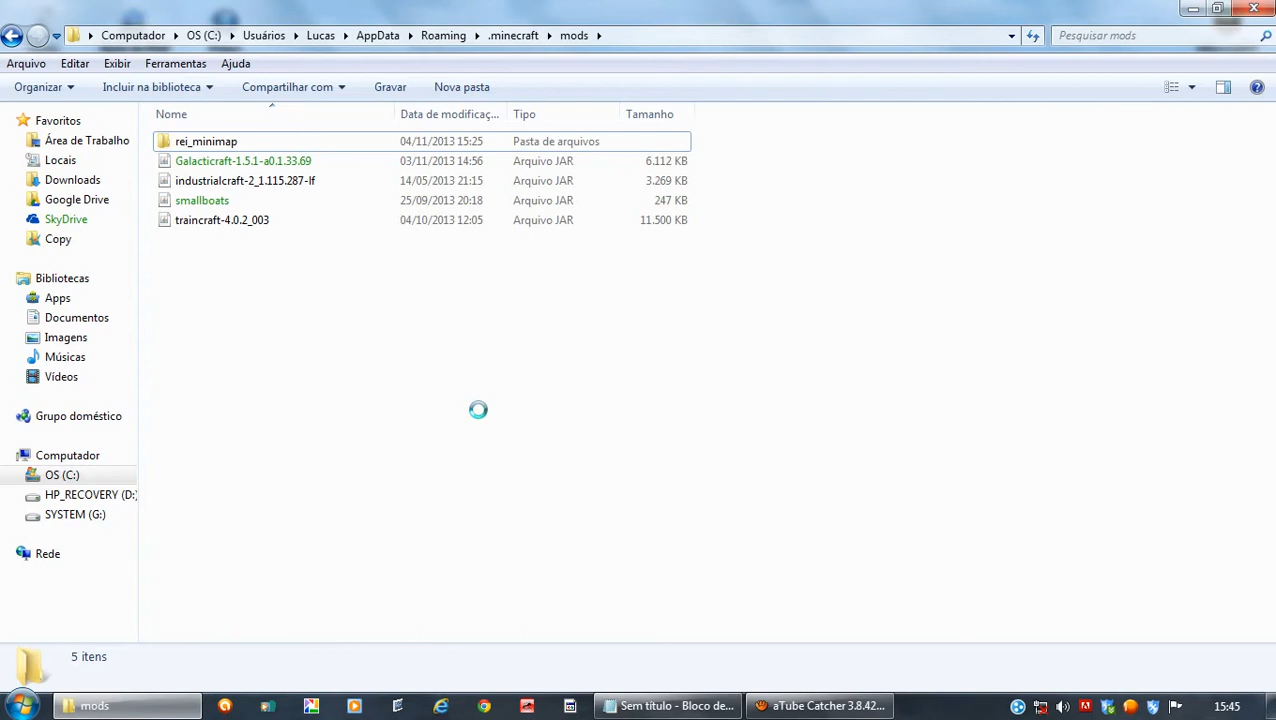 Computador OS (C:) Usuários Lucas AppData Roaming .minecraft mods Pesquisar mods
Arquivo Editar Exibir Ferramentas Ajuda
Organizar Incluir na biblioteca Compartilhar com Gravar Nova pasta
Nome Data de modificaç... Tipo Tamanho
rei_minimap 04/11/2013 15:25 Pasta de arquivos
Galacticraft-1.5.1-a0.1.33.69 03/11/2013 14:56 Arquivo JAR 6.112 KB
industrialcraft-2_1.115.287-lf 14/05/2013 21:15 Arquivo JAR 3.269 KB
smallboats 25/09/2013 20:18 Arquivo JAR 247 KB
traincraft-4.0.2_003 04/10/2013 12:05 Arquivo JAR 11.500 KB
Favoritos
Área de Trabalho
Locais
Downloads
Google Drive
SkyDrive
Copy
Bibliotecas
Apps
Documentos
Imagens
Músicas
Vídeos
Grupo doméstico
Computador
OS (C:)
HP_RECOVERY (D:)
SYSTEM (G:)
Rede
5 itens
mods Sem título - Bloco de... aTube Catcher 3.8.42... 15:45